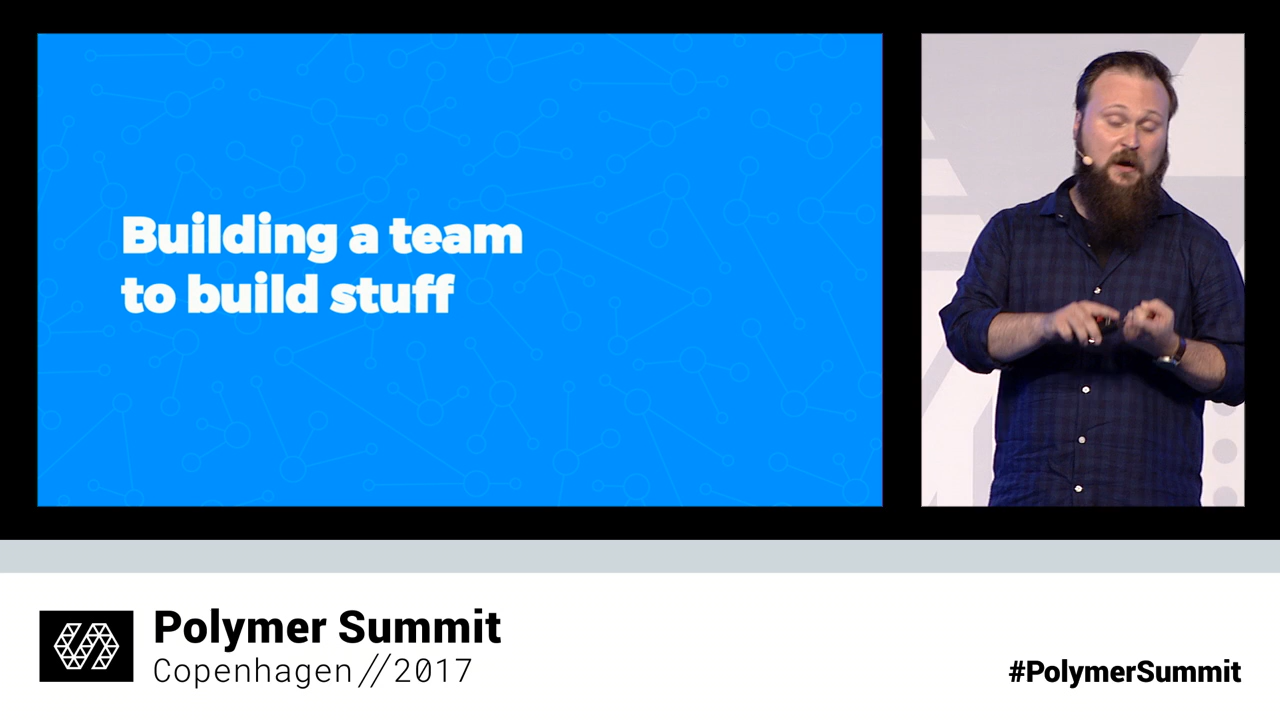 Building a team
to build stuff
Polymer Summit
Copenhagen//2017
#PolymerSummit